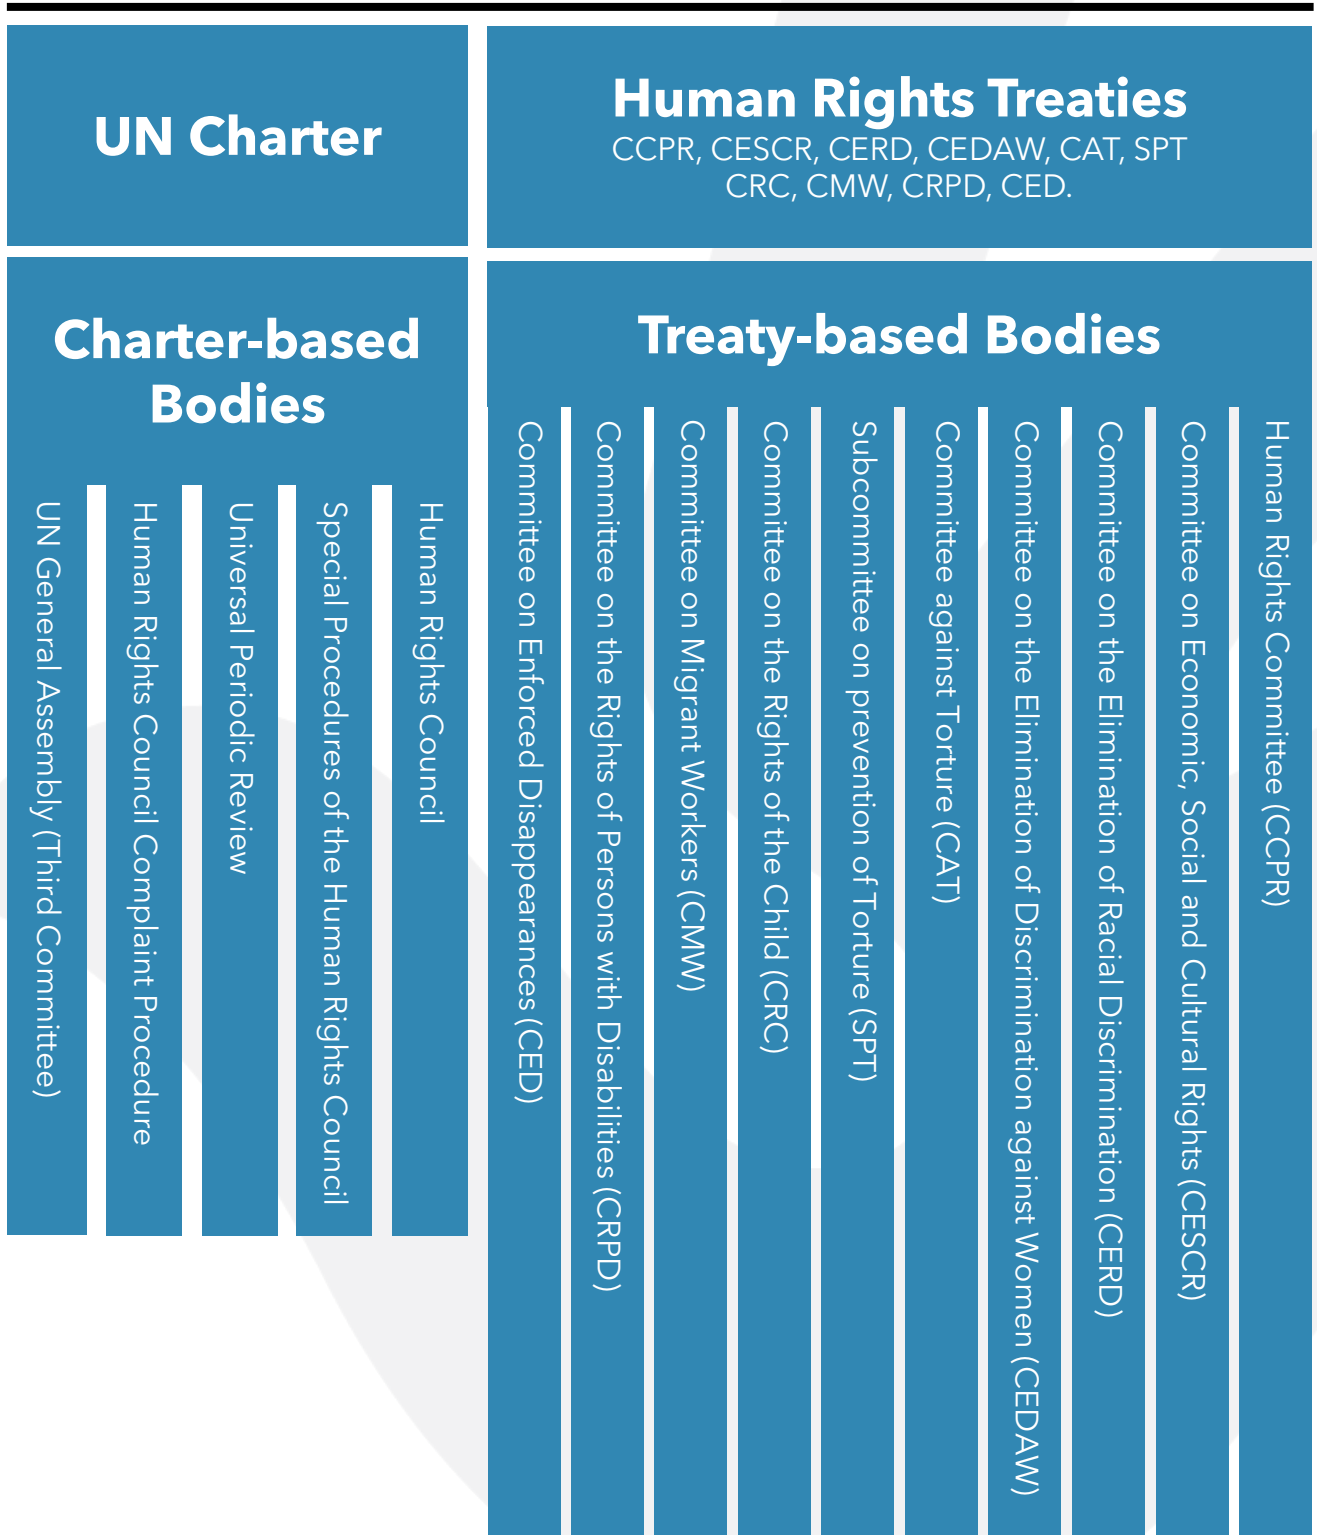 UN Charter
Human Rights Treaties
CCPR, CESCR, CERD, CEDAW, CAT, SPT
CRC, CMW, CRPD, CED.
Charter-based
Bodies
UN General Assembly (Third Committee)
Human Rights Council Complaint Procedure
Universal Periodic Review
Special Procedures of the Human Rights Council
Human Rights Council
Treaty-based Bodies
Committee on Enforced Disappearances (CED)
Committee on the Rights of Persons with Disabilities (CRPD)
Committee on Migrant Workers (CMW)
Committee on the Rights of the Child (CRC)
Subcommittee on prevention of Torture (SPT)
Committee against Torture (CAT)
Committee on the Elimination of Discrimination against Women (CEDAW)
Committee on the Elimination of Racial Discrimination (CERD)
Committee on Economic, Social and Cultural Rights (CESCR)
Human Rights Committee (CCPR)